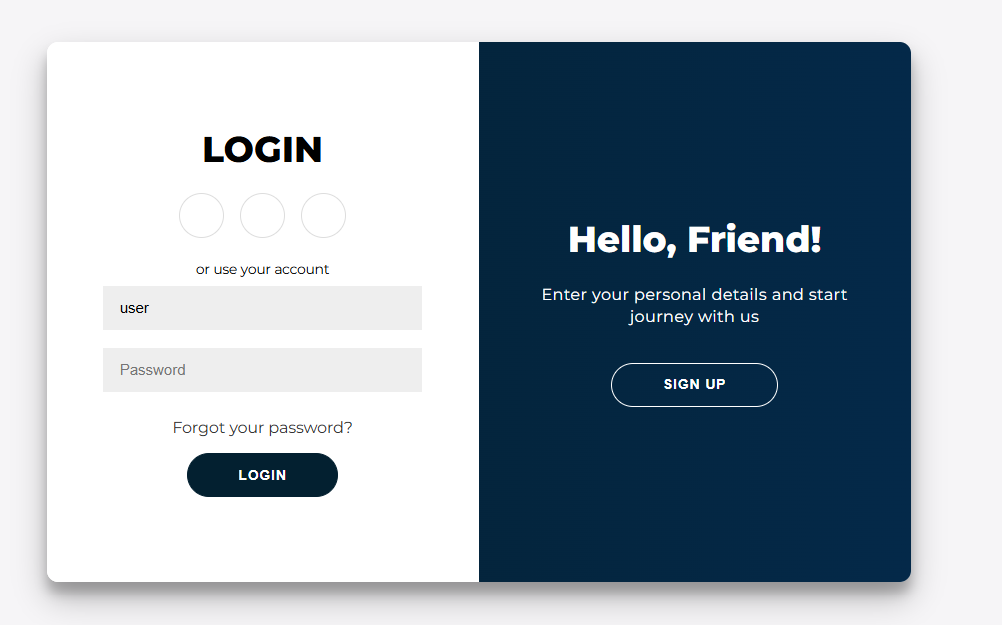 LOGIN
or use your account
user
Password
Forgot your password?
LOGIN
Hello, Friend!
Enter your personal details and start
journey with us
SIGN UP